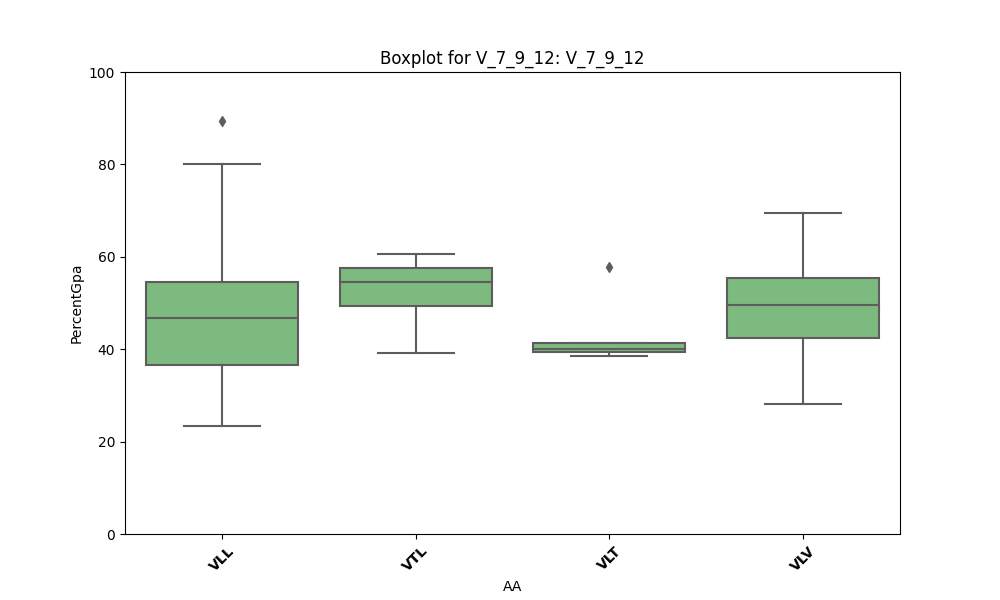 Boxplot for V_7_9_12: V_7_9_12
100
80
60
40
20
0
PercentGpa
VLL
VTL
VLT
VLV
AA